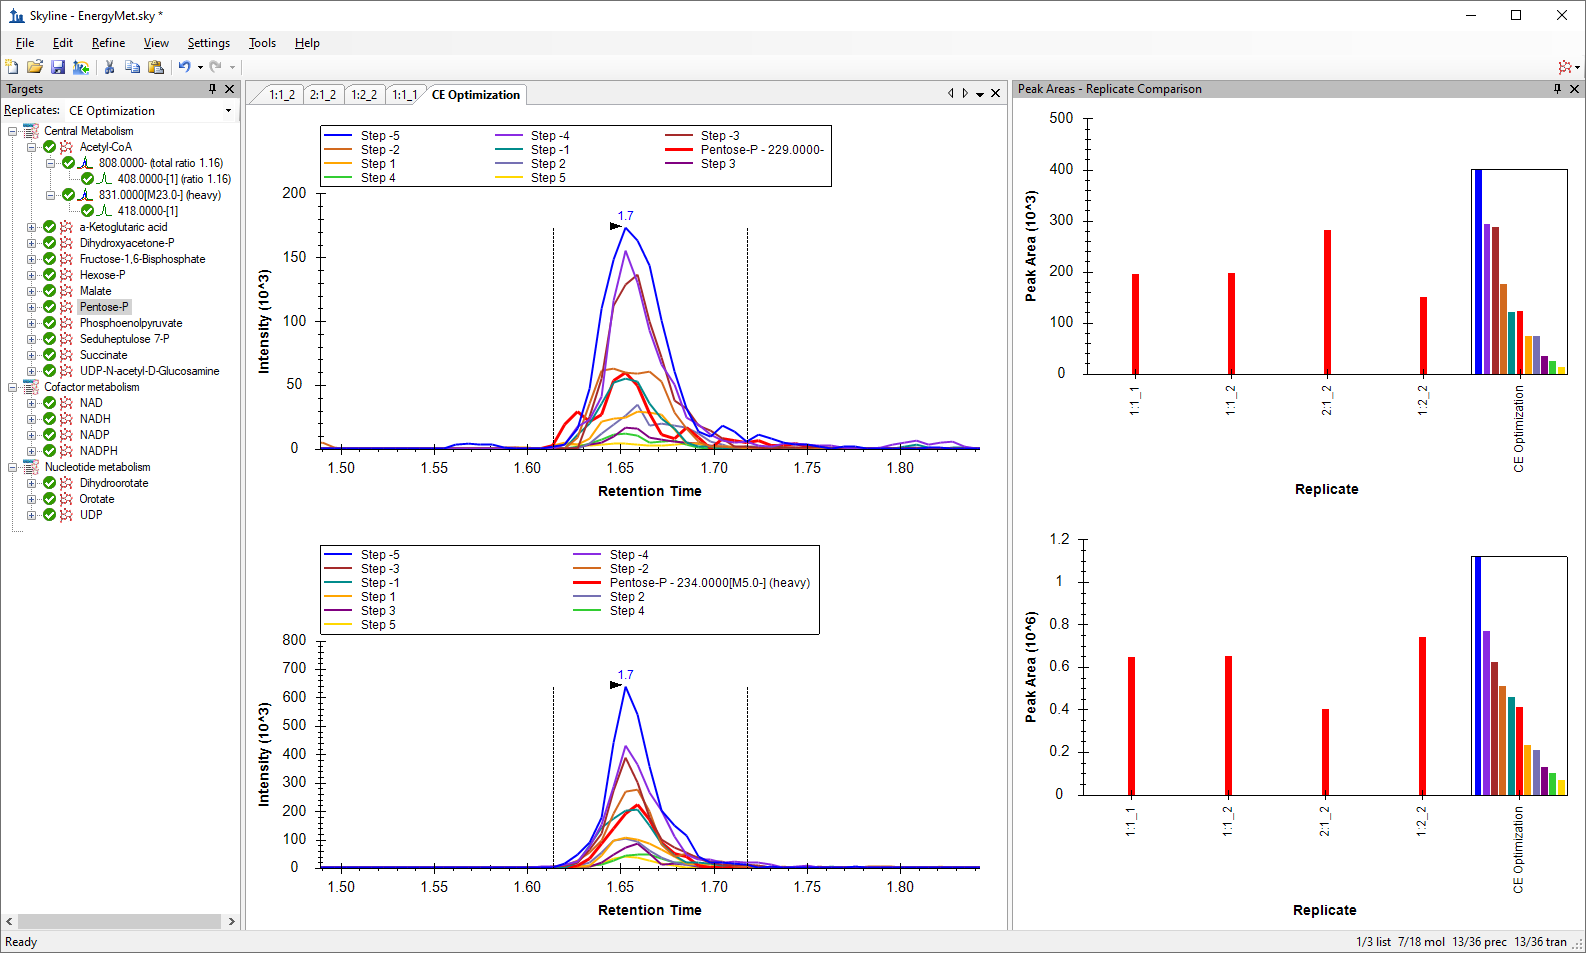 Skyline - EnergyMet.sky *
File Edit Refine View Settings Tools Help
Targets
Replicates: CE Optimization
Central Metabolism
Acetyl-CoA
808.0000- (total ratio 1.16)
408.0000-[1] (ratio 1.16)
831.0000[M23.0-] (heavy)
418.0000-[1]
a-Ketoglutaric acid
Dihydroxyacetone-P
Fructose-1,6-Bisphosphate
Hexose-P
Malate
Pentose-P
Phosphoenolpyruvate
Seduheptulose 7-P
Succinate
UDP-N-acetyl-D-Glucosamine
Cofactor metabolism
NAD
NADH
NADP
NADPH
Nucleotide metabolism
Dihydroorotate
Orotate
UDP
1:1_2 2:1_2 1:2_2 1:1_1 CE Optimization
Step -5 Step -4 Step -3
Step -2 Step -1 Pentose-P - 229.0000-
Step 1 Step 2 Step 3
Step 4 Step 5
200
150
100
50
0
Intensity (10^3)
1.7
1.50 1.55 1.60 1.65 1.70 1.75 1.80
Retention Time
Step -5 Step -4
Step -3 Step -2
Step -1 Pentose-P - 234.0000[M5.0-] (heavy)
Step 1 Step 2
Step 3 Step 4
Step 5
800
700
600
500
400
300
200
100
0
Intensity (10^3)
1.7
1.50 1.55 1.60 1.65 1.70 1.75 1.80
Retention Time
Peak Areas - Replicate Comparison
500
400
300
200
100
0
Peak Area (10^3)
1:1_1 1:1_2 2:1_2 1:2_2 CE Optimization
Replicate
1.2
1
0.8
0.6
0.4
0.2
0
Peak Area (10^6)
1:1_1 1:1_2 2:1_2 1:2_2 CE Optimization
Replicate
Ready
1/3 list 7/18 mol 13/36 prec 13/36 tran